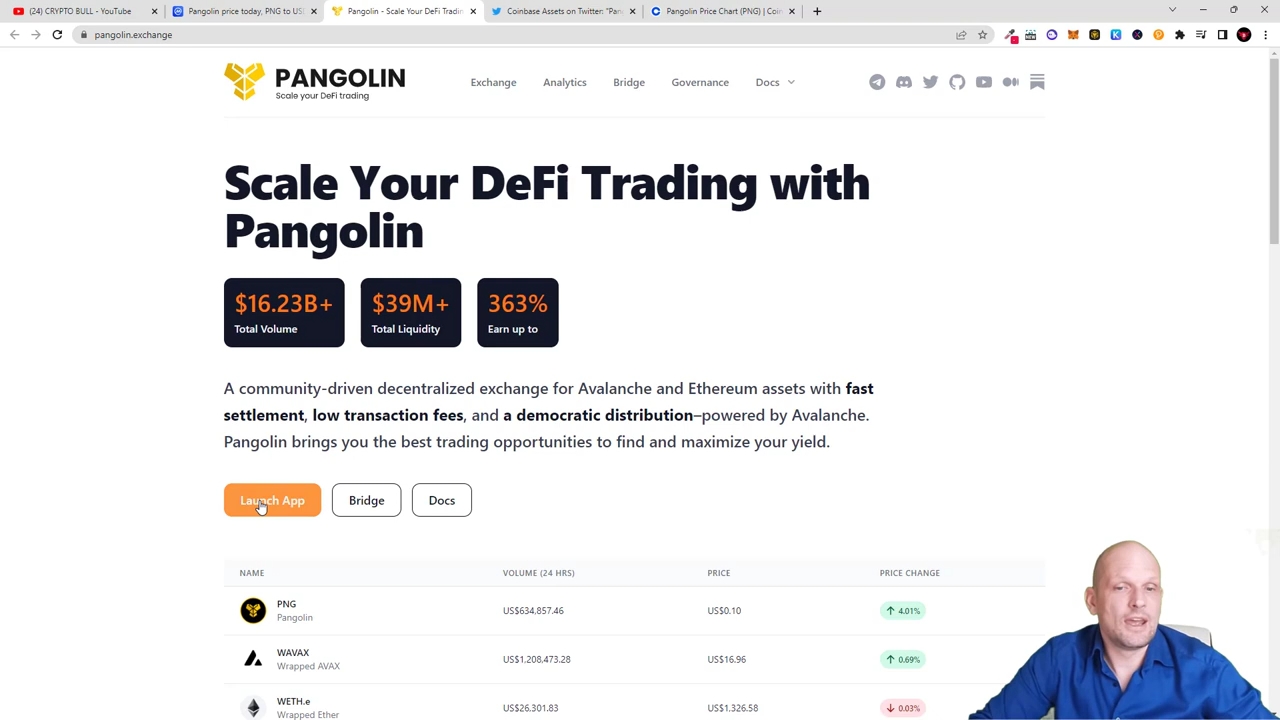 (24) CRYPTO BULL - YouTube
Pangolin price today, PNG to US
Pangolin - Scale Your DeFi Tradin
Coinbase Assets on Twitter: "Pan
Pangolin Price Chart (PNG) | Coi
pangolin.exchange
PANGOLIN
Scale your DeFi trading
Exchange
Analytics
Bridge
Governance
Docs
Scale Your DeFi Trading with
Pangolin
$16.23B+
Total Volume
$39M+
Total Liquidity
363%
Earn up to
A community-driven decentralized exchange for Avalanche and Ethereum assets with fast
settlement, low transaction fees, and a democratic distribution–powered by Avalanche.
Pangolin brings you the best trading opportunities to find and maximize your yield.
Launch App
Bridge
Docs
NAME
VOLUME (24 HRS)
PRICE
PRICE CHANGE
PNG
Pangolin
US$634,857.46
US$0.10
4.01%
WAVAX
Wrapped AVAX
US$1,208,473.28
US$16.96
0.69%
WETH.e
Wrapped Ether
US$26,301.83
US$1,326.58
0.03%